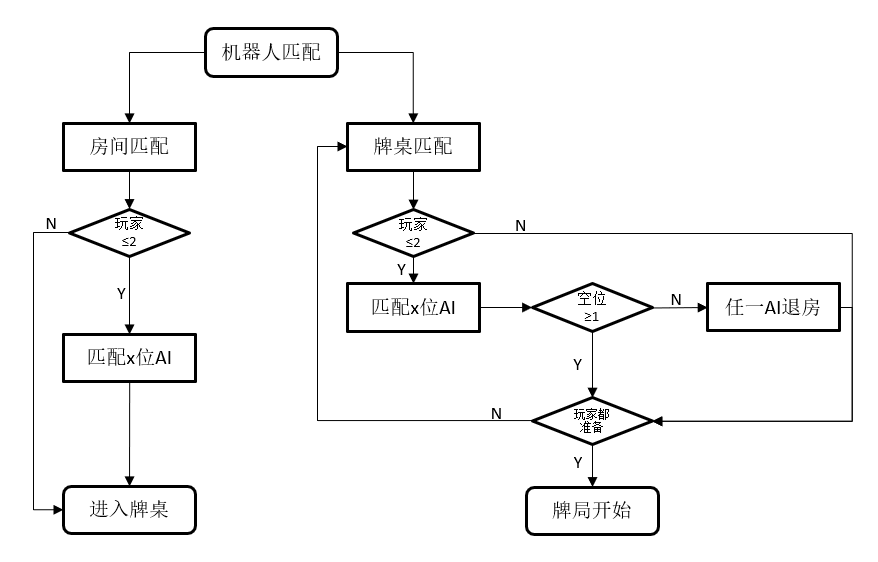 机器人匹配
房间匹配
牌桌匹配
N
玩家
≤2
玩家
≤2
N
Y
Y
匹配x位AI
空位
≥1
N
任一AI退房
匹配x位AI
Y
N
玩家都
准备
Y
进入牌桌
牌局开始